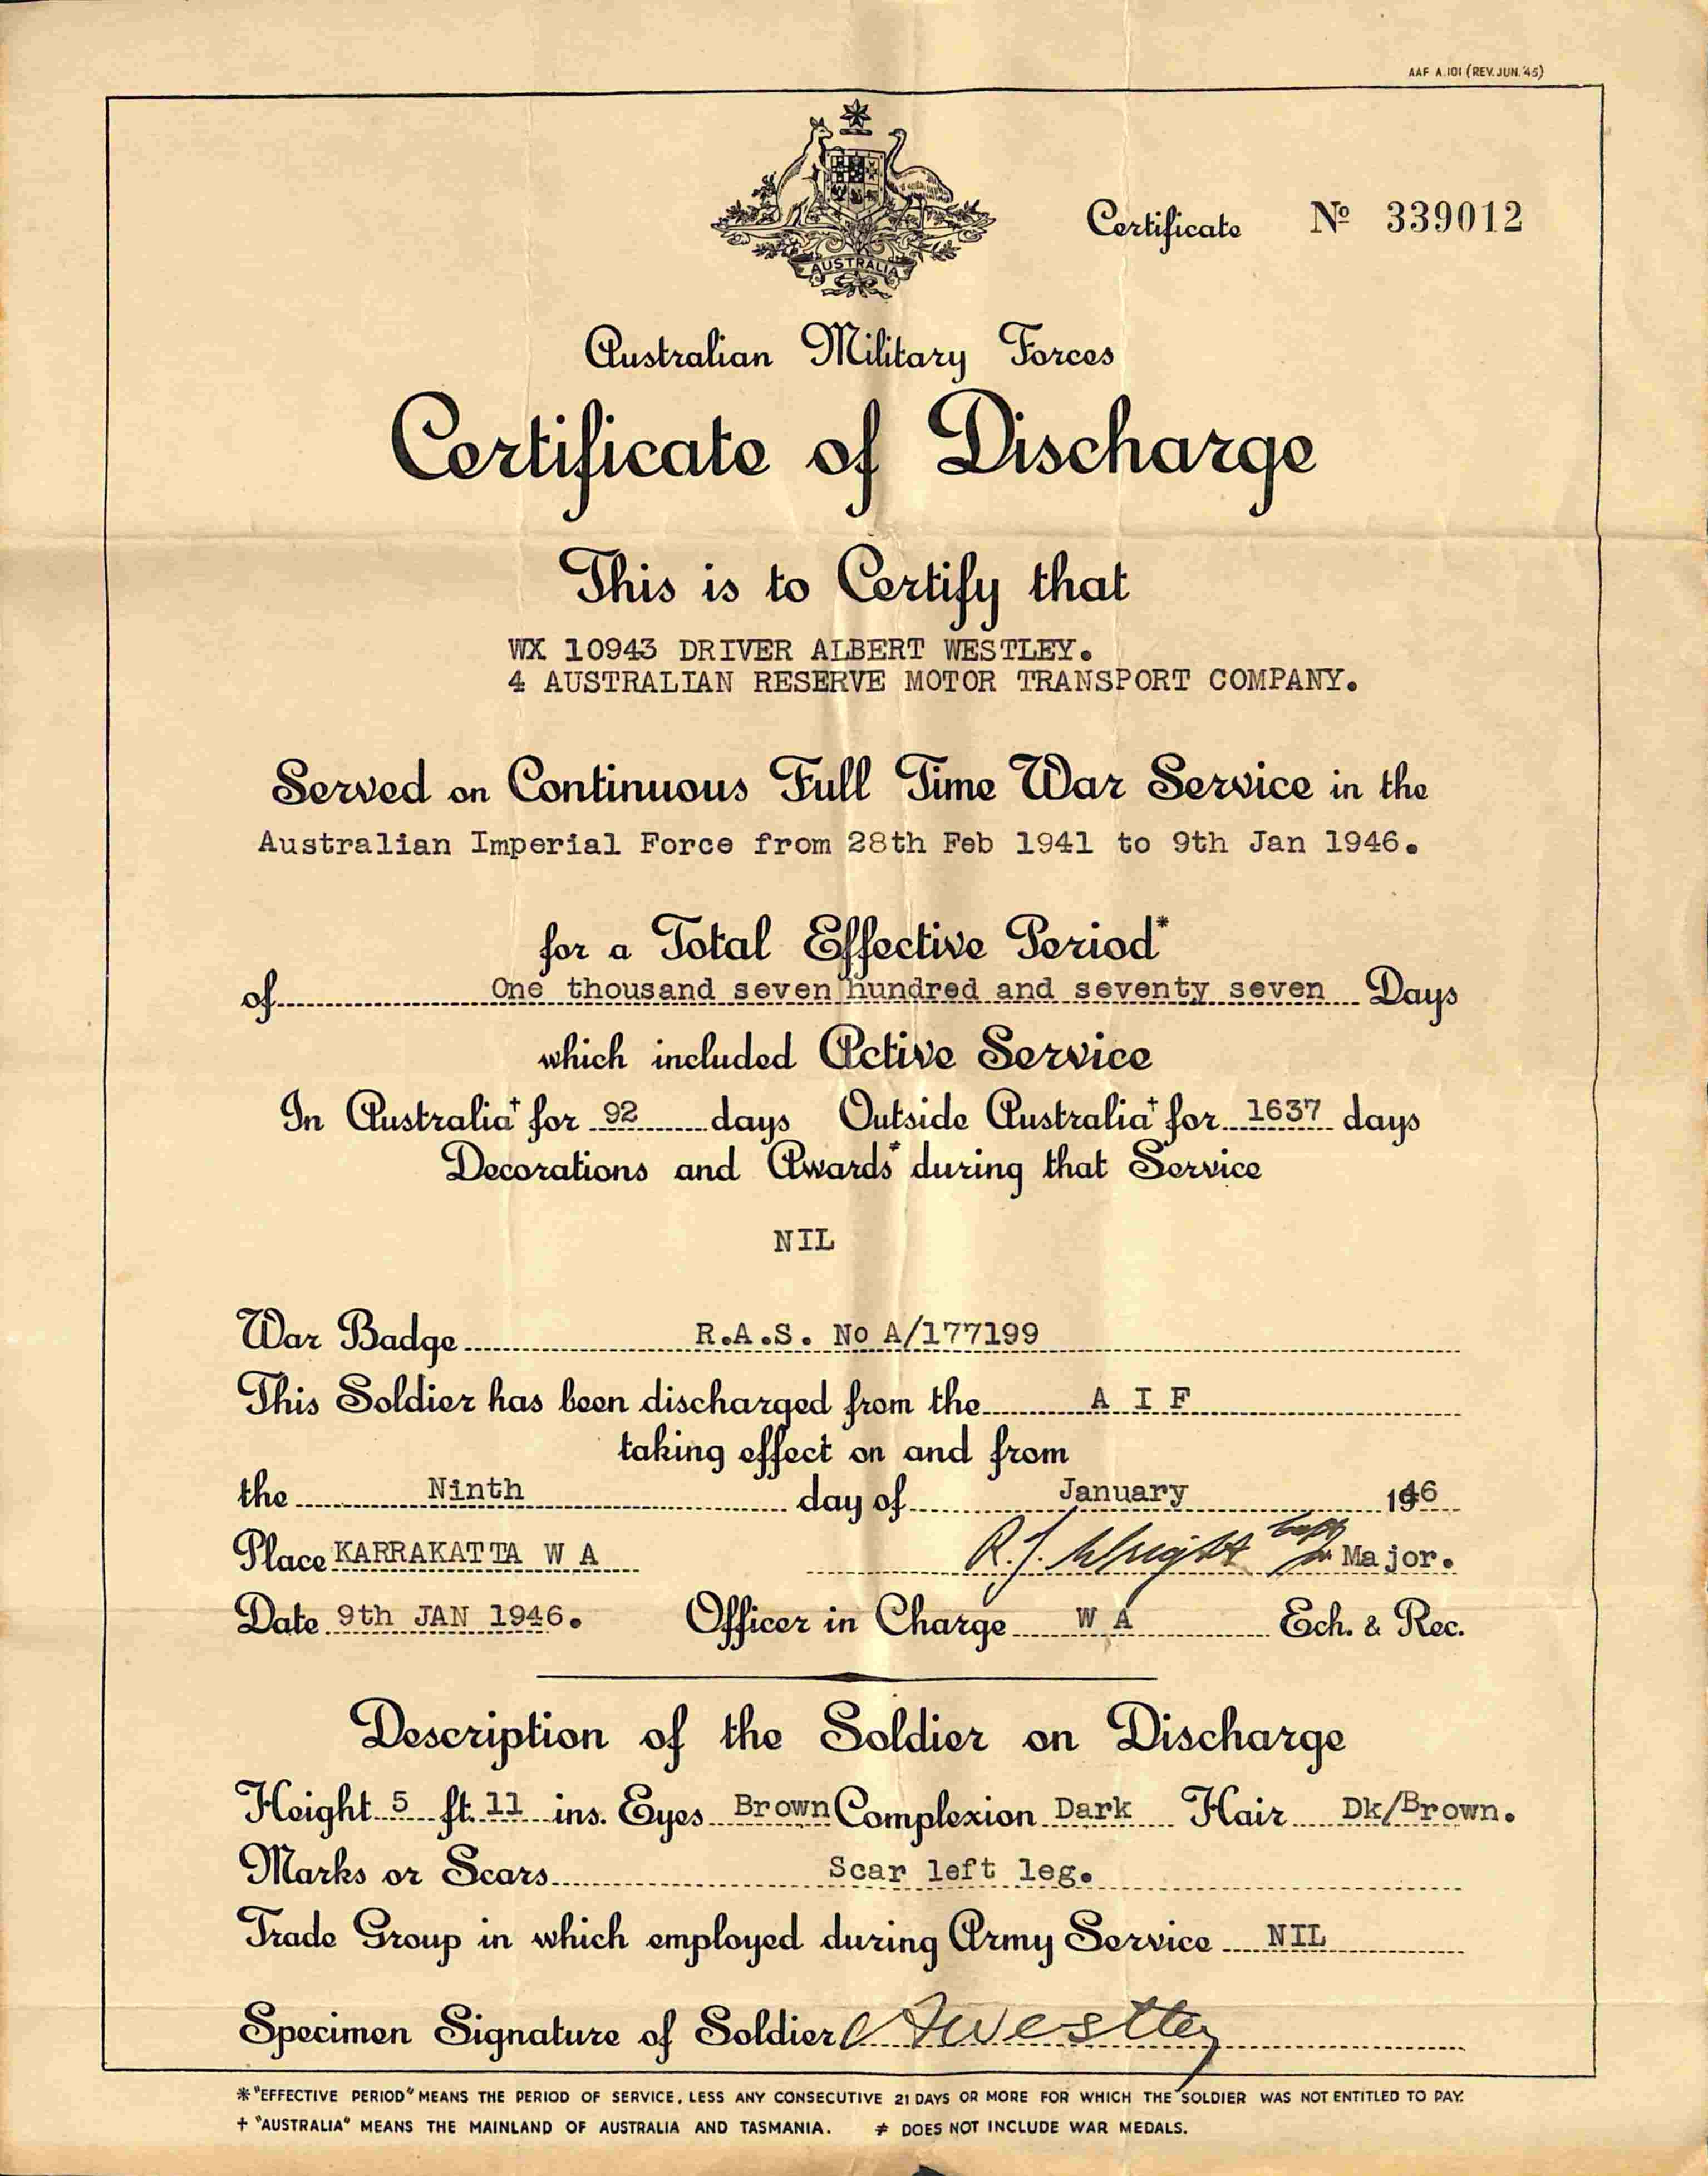 AAF A.101 (REV. JUN. '45)
AUSTRALIA
Certificate No 339012
Australian Military Forces
Certificate of Discharge
This is to Certify that
WX 10943 DRIVER ALBERT WESTLEY.
4 AUSTRALIAN RESERVE MOTOR TRANSPORT COMPANY.
Served on Continuous Full Time War Service in the
Australian Imperial Force from 28th Feb 1941 to 9th Jan 1946.
for a Total Effective Period*
of One thousand seven hundred and seventy seven Days
which included Active Service
In Australia† for 92 days Outside Australia† for 1637 days
Decorations and Awards≠ during that Service
NIL
War Badge R.A.S. No A/177199
This Soldier has been discharged from the A I F
taking effect on and from
the Ninth day of January 1946
Place KARRAKATTA W A R.J. Wright Capt for Major.
Date 9th JAN 1946. Officer in Charge W A Ech. & Rec.
Description of the Soldier on Discharge
Height 5 ft. 11 ins. Eyes Brown Complexion Dark Hair Dk/Brown.
Marks or Scars Scar left leg.
Trade Group in which employed during Army Service NIL
Specimen Signature of Soldier A Westley
* "EFFECTIVE PERIOD" MEANS THE PERIOD OF SERVICE, LESS ANY CONSECUTIVE 21 DAYS OR MORE FOR WHICH THE SOLDIER WAS NOT ENTITLED TO PAY.
† "AUSTRALIA" MEANS THE MAINLAND OF AUSTRALIA AND TASMANIA. ≠ DOES NOT INCLUDE WAR MEDALS.